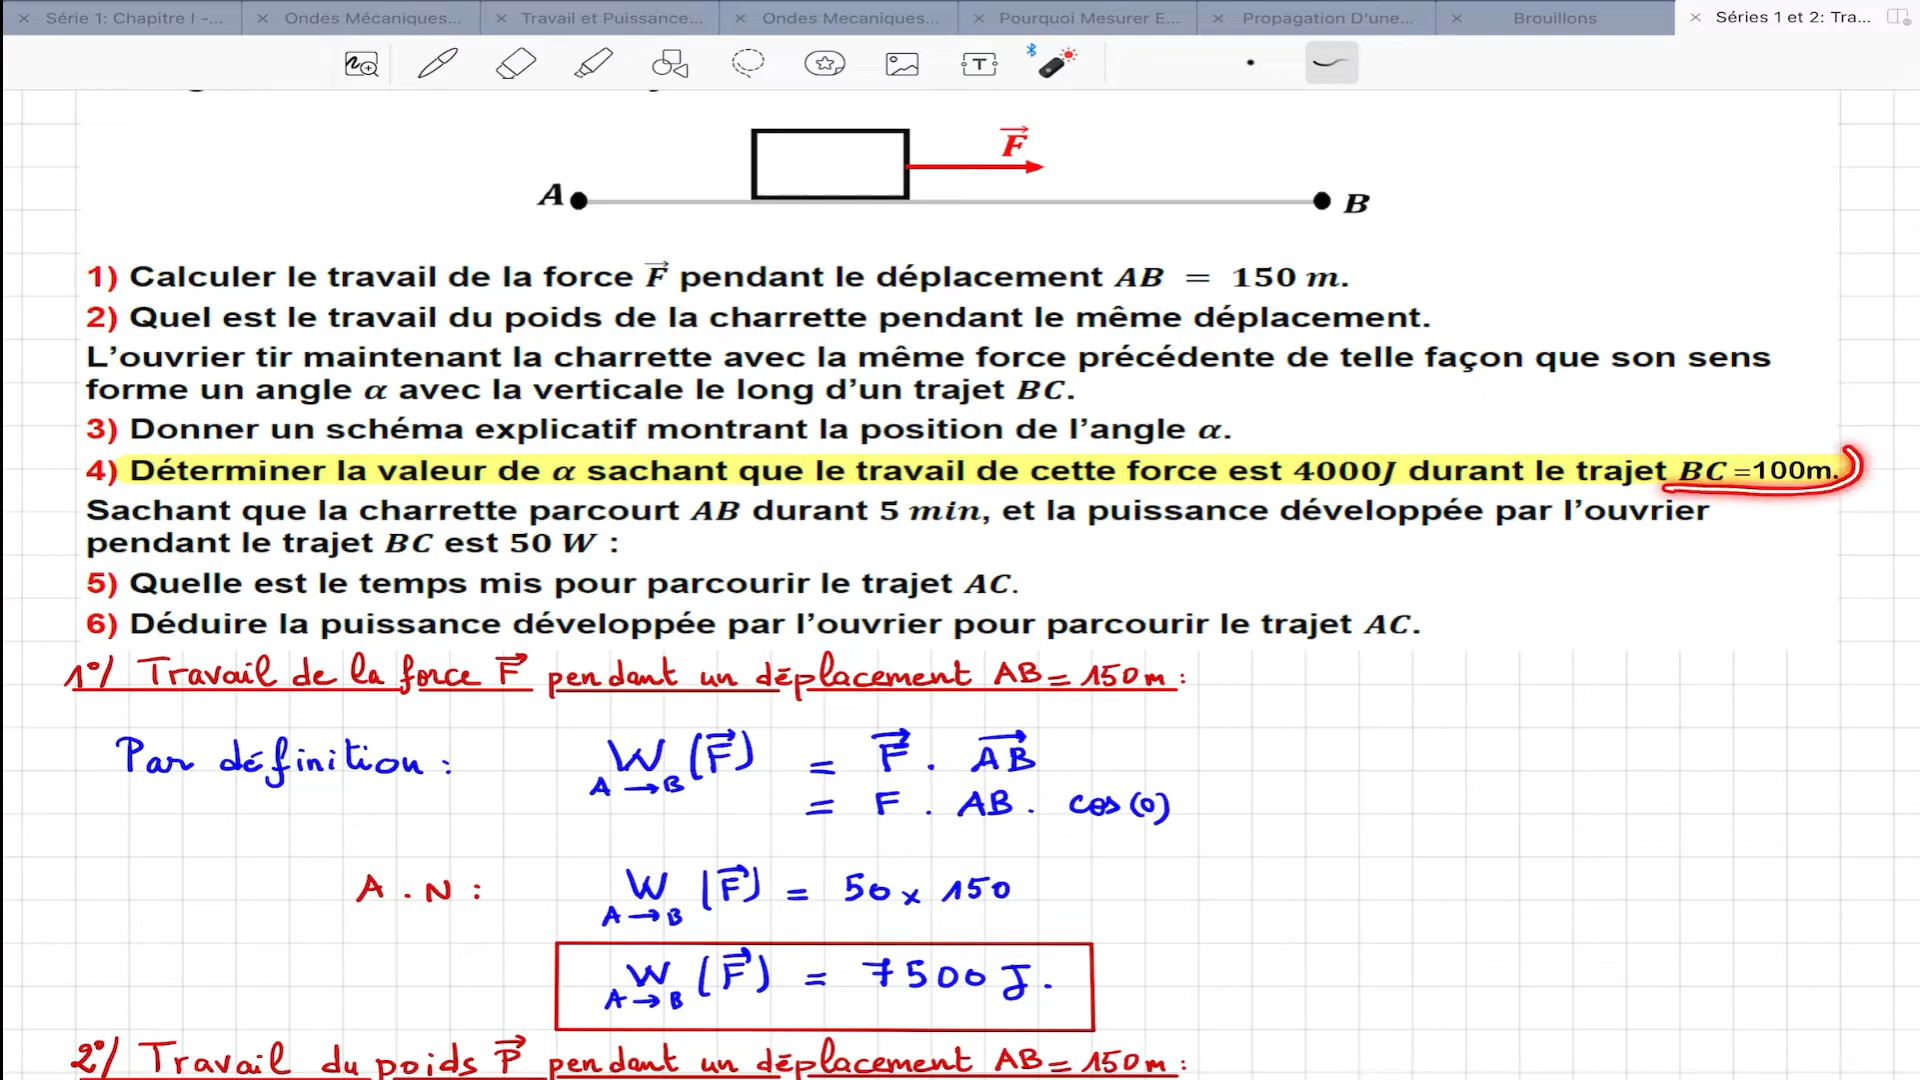 Série 1: Chapitre I -... Ondes Mécaniques... Travail et Puissance... Ondes Mecaniques... Pourquoi Mesurer E... Propagation D'une... Brouillons Séries 1 et 2: Tra...
F
A B
1) Calculer le travail de la force F pendant le déplacement AB = 150 m.
2) Quel est le travail du poids de la charrette pendant le même déplacement.
L'ouvrier tir maintenant la charrette avec la même force précédente de telle façon que son sens
forme un angle α avec la verticale le long d'un trajet BC.
3) Donner un schéma explicatif montrant la position de l'angle α.
4) Déterminer la valeur de α sachant que le travail de cette force est 4000J durant le trajet BC =100m.
Sachant que la charrette parcourt AB durant 5 min, et la puissance développée par l'ouvrier
pendant le trajet BC est 50 W :
5) Quelle est le temps mis pour parcourir le trajet AC.
6) Déduire la puissance développée par l'ouvrier pour parcourir le trajet AC.
1°/ Travail de la force F pendant un déplacement AB = 150m :
Par définition : W (F) = F . AB
A → B
= F . AB . cos(0)
A.N : W (F) = 50 x 150
A → B
W (F) = 7500 J.
A → B
2°/ Travail du poids P pendant un déplacement AB = 150m :